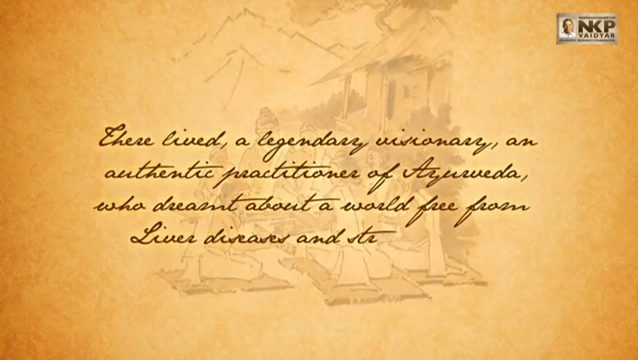 There lived, a legendary visionary, an
authentic practitioner of Ayurveda,
who dreamt about a world free from
Liver diseases and str
NKP
VAIDYAR